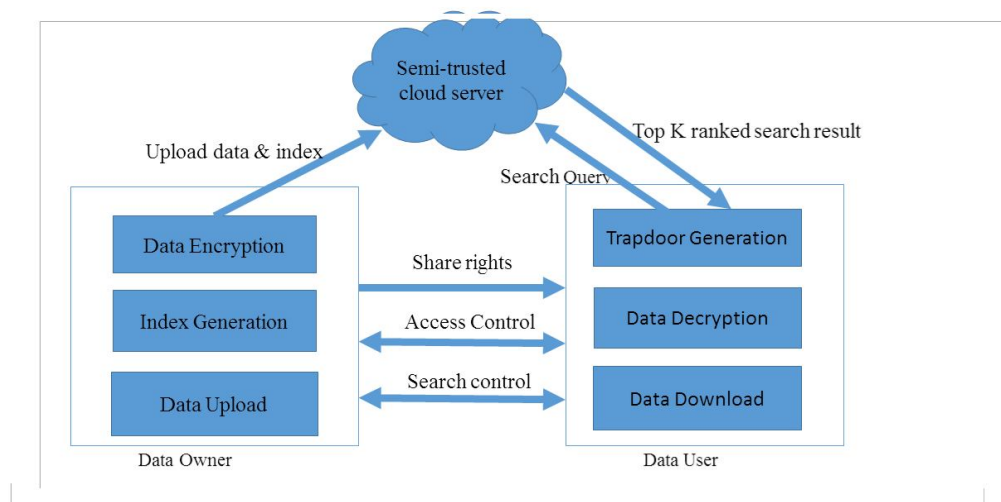 Semi-trusted
cloud server
Upload data & index
Top K ranked search result
Search Query
Data Encryption
Index Generation
Data Upload
Data Owner
Share rights
Access Control
Search control
Trapdoor Generation
Data Decryption
Data Download
Data User